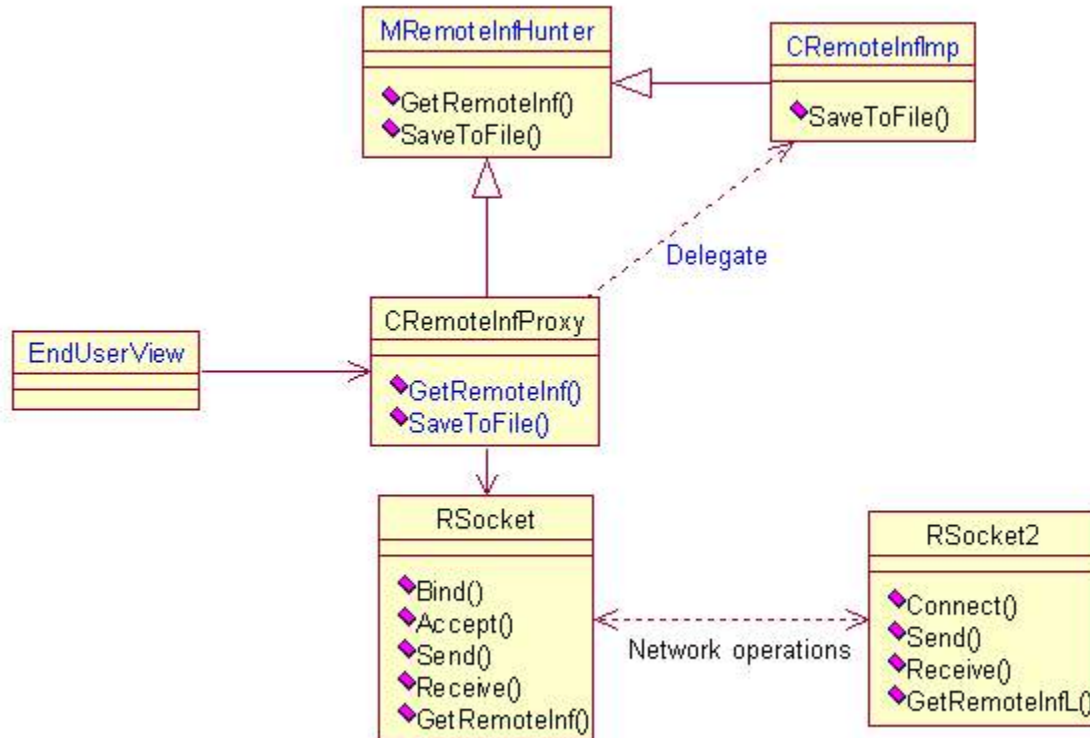 MRemoteInfHunter
GetRemoteInf()
SaveToFile()
CRemoteInfImp
SaveToFile()
Delegate
EndUserView
CRemoteInfProxy
GetRemoteInf()
SaveToFile()
RSocket
Bind()
Accept()
Send()
Receive()
GetRemoteInf()
Network operations
RSocket2
Connect()
Send()
Receive()
GetRemoteInfL()